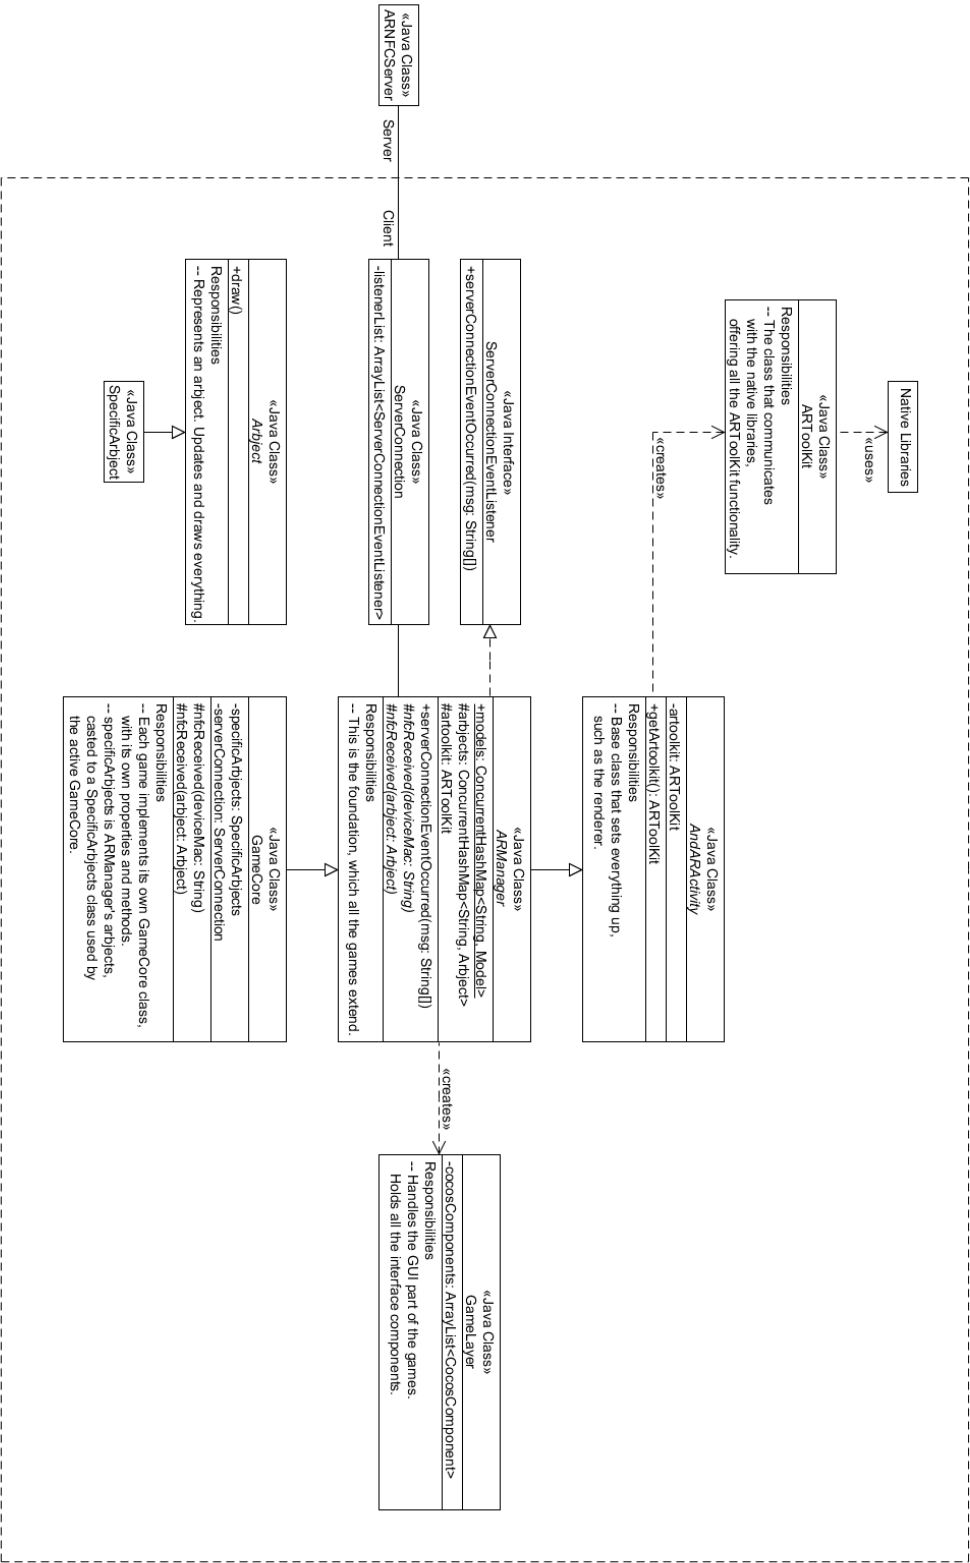 Native Libraries
«uses»
«Java Class»
ARToolKit
Responsibilities
-- The class that communicates
with the native libraries,
offering all the ARToolKit functionality.
«creates»
«Java Class»
AndARActivity
-artoolkit: ARToolKit
+getArtoolkit(): ARToolKit
Responsibilities
-- Base class that sets everything up,
such as the renderer.
«Java Interface»
ServerConnectionEventListener
+serverConnectionEventOccurred(msg: String[])
«Java Class»
ARNFCServer
Server
Client
«Java Class»
ServerConnection
-listenerList: ArrayList<ServerConnectionEventListener>
«Java Class»
ARManager
+models: ConcurrentHashMap<String, Model>
#arbjects: ConcurrentHashMap<String, Arbject>
#artoolkit: ARToolKit
+serverConnectionEventOccurred(msg: String[])
#nfcReceived(deviceMac: String)
#nfcReceived(arbject: Arbject)
Responsibilities
-- This is the foundation, which all the games extend.
«creates»
«Java Class»
GameLayer
-cocosComponents: ArrayList<CocosComponent>
Responsibilities
-- Handles the GUI part of the games.
Holds all the interface components.
«Java Class»
Arbject
+draw()
Responsibilities
-- Represents an arbject. Updates and draws everything.
«Java Class»
SpecificArbject
«Java Class»
GameCore
-specificArbjects: SpecificArbjects
-serverConnection: ServerConnection
#nfcReceived(deviceMac: String)
#nfcReceived(arbject: Arbject)
Responsibilities
-- Each game implements its own GameCore class,
with its own properties and methods.
-- specificArbjects is ARManager's arbjects,
casted to a SpecificArbjects class used by
the active GameCore.